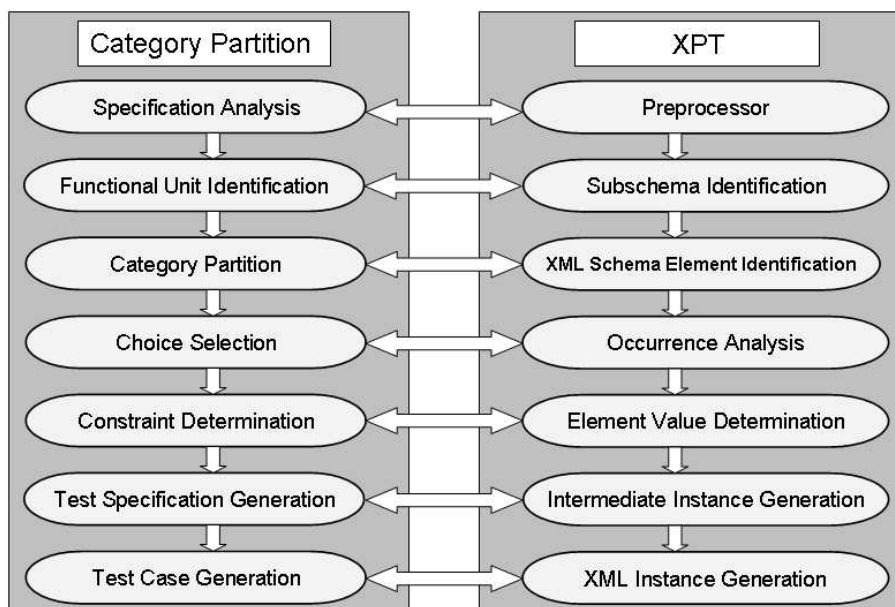 Category Partition
XPT
Specification Analysis
Preprocessor
Functional Unit Identification
Subschema Identification
Category Partition
XML Schema Element Identification
Choice Selection
Occurrence Analysis
Constraint Determination
Element Value Determination
Test Specification Generation
Intermediate Instance Generation
Test Case Generation
XML Instance Generation